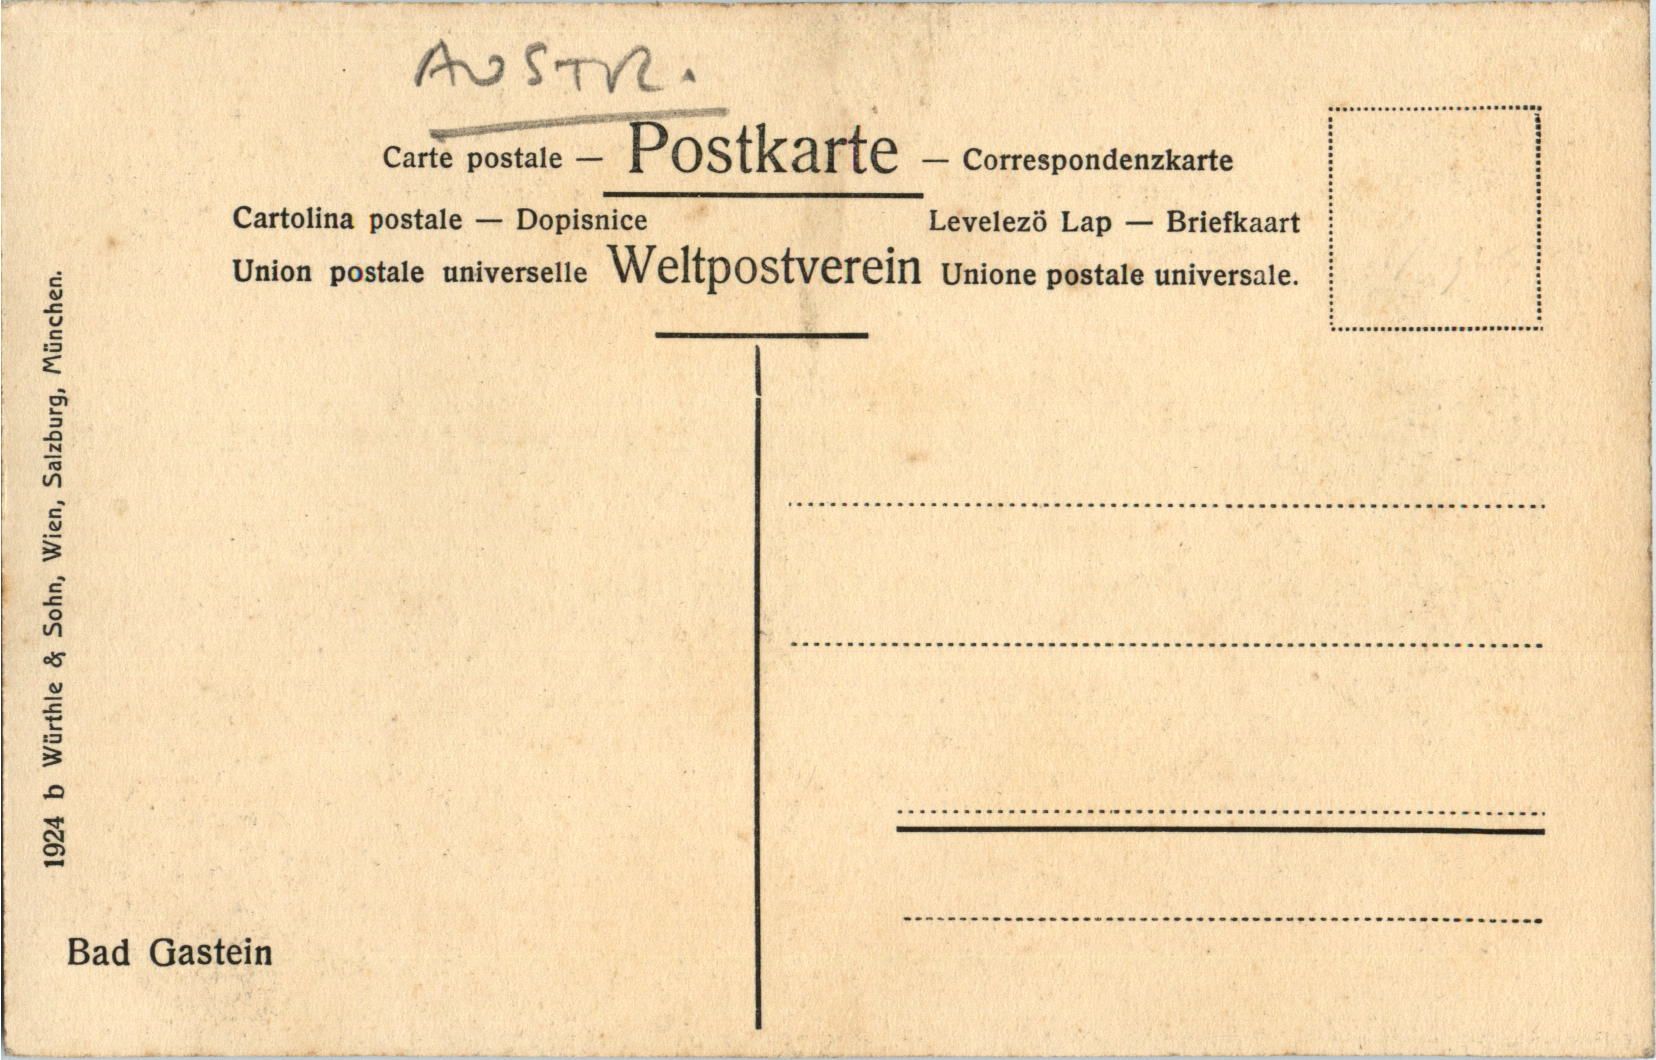 AUSTR.
Carte postale — Postkarte — Correspondenzkarte
Cartolina postale — Dopisnice Levelezö Lap — Briefkaart
Union postale universelle Weltpostverein Unione postale universale.
1924 b Würthle & Sohn, Wien, Salzburg, München.
Bad Gastein